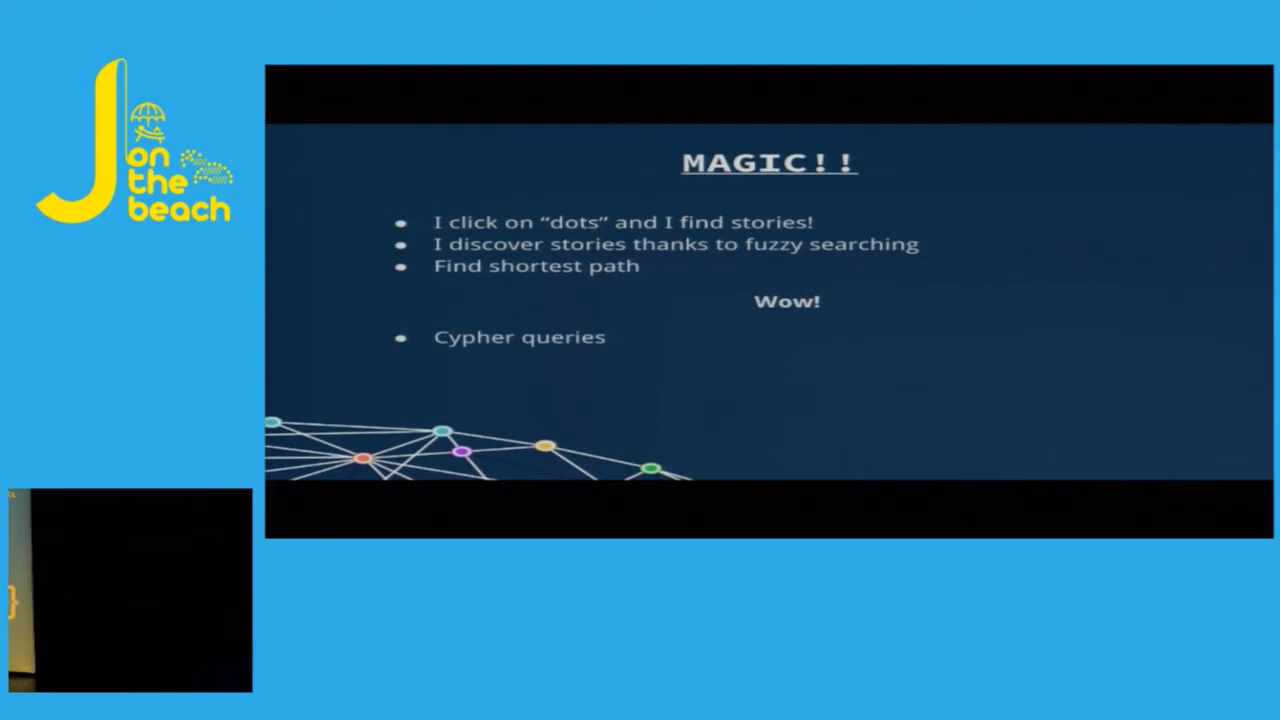 J on
the
beach
MAGIC!!
I click on “dots” and I find stories!
I discover stories thanks to fuzzy searching
Find shortest path
Wow!
Cypher queries